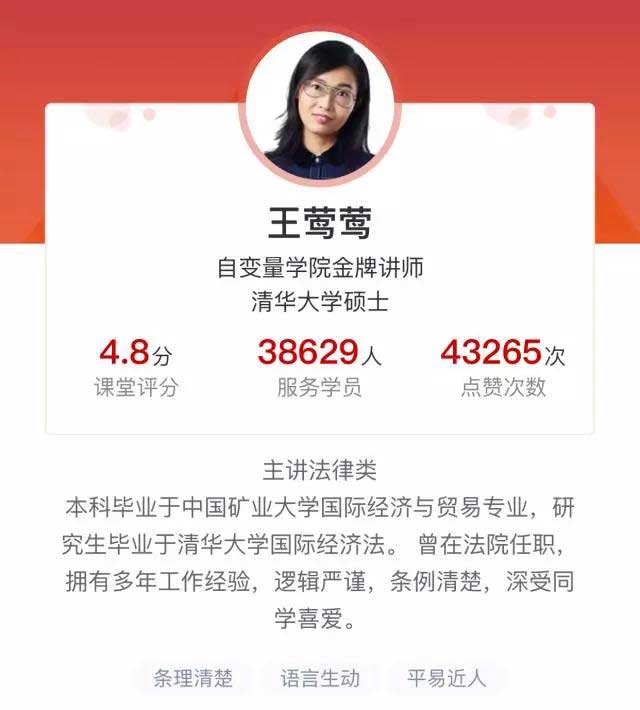 王莺莺
自变量学院金牌讲师
清华大学硕士
4.8分 38629人 43265次
课堂评分 服务学员 点赞次数
主讲法律类
本科毕业于中国矿业大学国际经济与贸易专业，研
究生毕业于清华大学国际经济法。 曾在法院任职，
拥有多年工作经验，逻辑严谨，条例清楚，深受同
学喜爱。
条理清楚 语言生动 平易近人